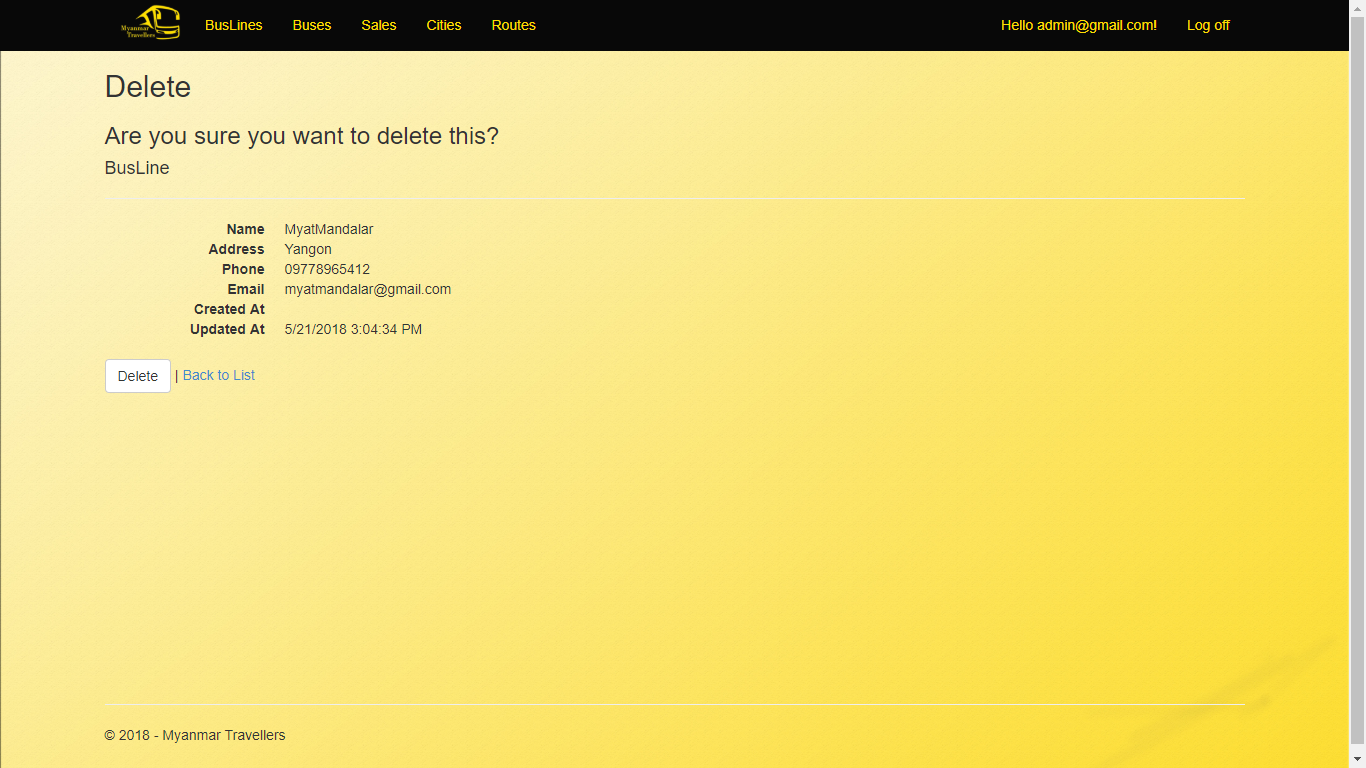 Myanmar
Travellers
BusLines Buses Sales Cities Routes Hello admin@gmail.com! Log off
Delete
Are you sure you want to delete this?
BusLine
Name MyatMandalar
Address Yangon
Phone 09778965412
Email myatmandalar@gmail.com
Created At
Updated At 5/21/2018 3:04:34 PM
Delete | Back to List
© 2018 - Myanmar Travellers